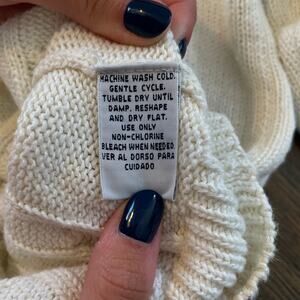 MACHINE WASH COLD.
GENTLE CYCLE.
TUMBLE DRY UNTIL
DAMP. RESHAPE
AND DRY FLAT.
USE ONLY
NON-CHLORINE
BLEACH WHEN NEEDED.
VER AL DORSO PARA
CUIDADO